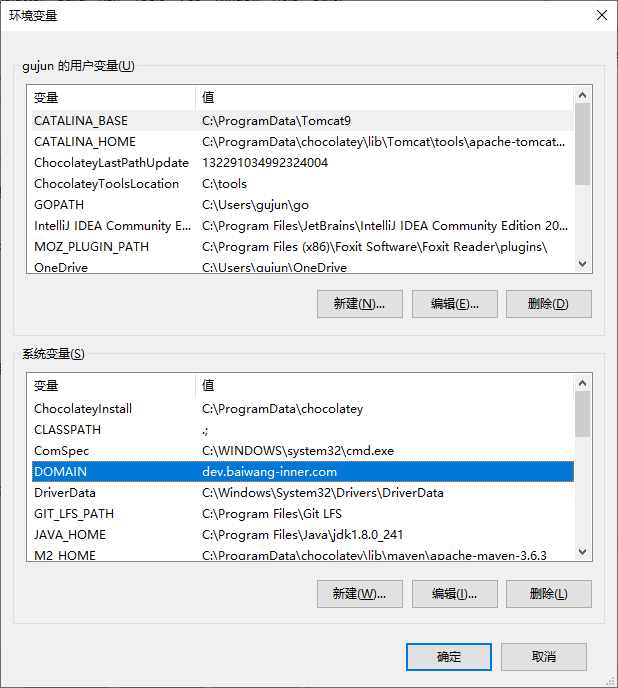 环境变量
gujun 的用户变量(U)
变量 值
CATALINA_BASE C:\ProgramData\Tomcat9
CATALINA_HOME C:\ProgramData\chocolatey\lib\Tomcat\tools\apache-tomcat...
ChocolateyLastPathUpdate 132291034992324004
ChocolateyToolsLocation C:\tools
GOPATH C:\Users\gujun\go
IntelliJ IDEA Community E... C:\Program Files\JetBrains\IntelliJ IDEA Community Edition 20...
MOZ_PLUGIN_PATH C:\Program Files (x86)\Foxit Software\Foxit Reader\plugins\
OneDrive C:\Users\gujun\OneDrive
新建(N)... 编辑(E)... 删除(D)
系统变量(S)
变量 值
ChocolateyInstall C:\ProgramData\chocolatey
CLASSPATH .;
ComSpec C:\WINDOWS\system32\cmd.exe
DOMAIN dev.baiwang-inner.com
DriverData C:\Windows\System32\Drivers\DriverData
GIT_LFS_PATH C:\Program Files\Git LFS
JAVA_HOME C:\Program Files\Java\jdk1.8.0_241
M2_HOME C:\ProgramData\chocolatey\lib\maven\apache-maven-3.6.3
新建(W)... 编辑(I)... 删除(L)
确定 取消